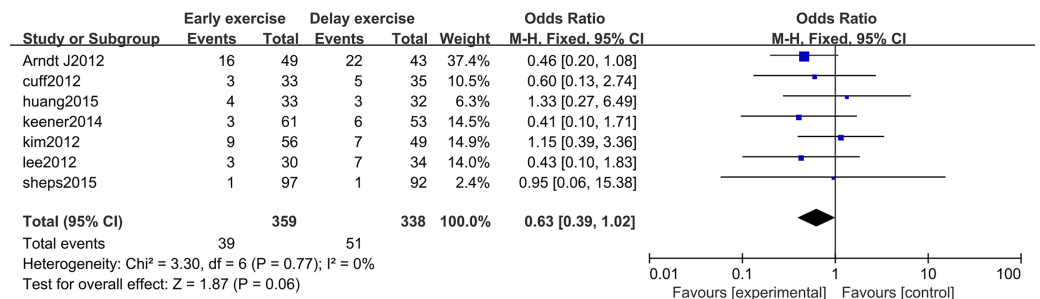 Early exercise Delay exercise Odds Ratio Odds Ratio
Study or Subgroup Events Total Events Total Weight M-H, Fixed, 95% CI M-H, Fixed, 95% CI
Arndt J2012 16 49 22 43 37.4% 0.46 [0.20, 1.08]
cuff2012 3 33 5 35 10.5% 0.60 [0.13, 2.74]
huang2015 4 33 3 32 6.3% 1.33 [0.27, 6.49]
keener2014 3 61 6 53 14.5% 0.41 [0.10, 1.71]
kim2012 9 56 7 49 14.9% 1.15 [0.39, 3.36]
lee2012 3 30 7 34 14.0% 0.43 [0.10, 1.83]
sheps2015 1 97 1 92 2.4% 0.95 [0.06, 15.38]
Total (95% CI) 359 338 100.0% 0.63 [0.39, 1.02]
Total events 39 51
Heterogeneity: Chi² = 3.30, df = 6 (P = 0.77); I² = 0%
Test for overall effect: Z = 1.87 (P = 0.06)
0.01 0.1 1 10 100
Favours [experimental] Favours [control]